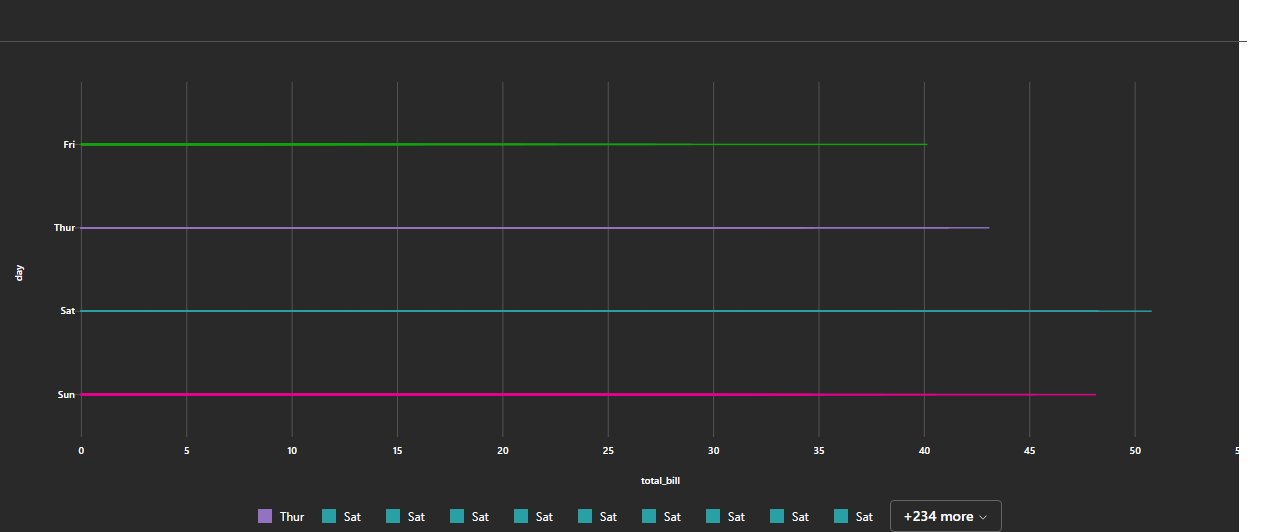 Fri
Thur
Sat
Sun
day
0 5 10 15 20 25 30 35 40 45 50
total_bill
Thur Sat Sat Sat Sat Sat Sat Sat Sat Sat +234 more